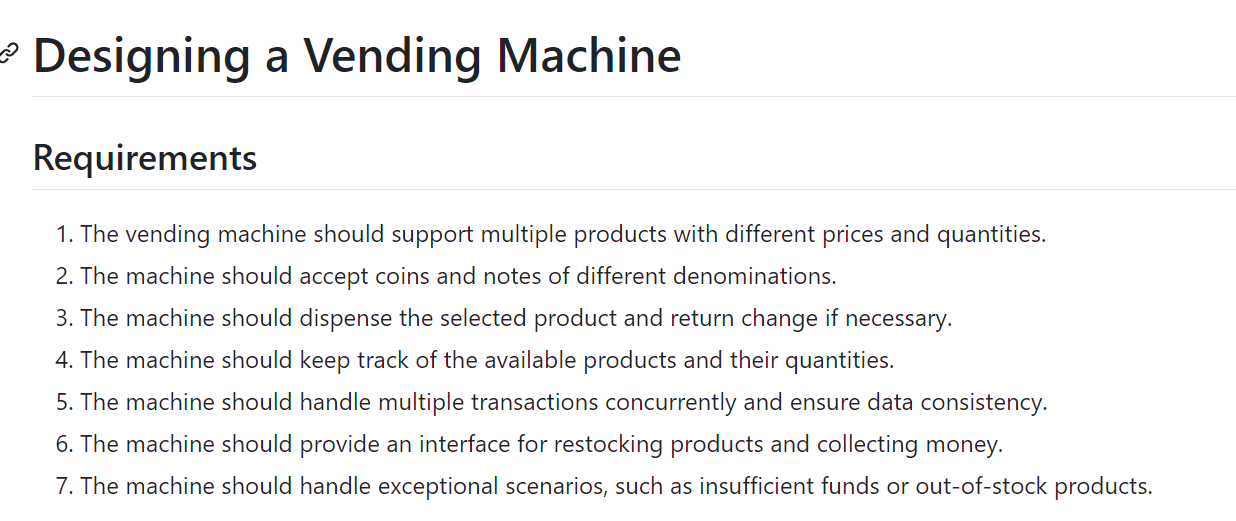 Designing a Vending Machine
Requirements
1. The vending machine should support multiple products with different prices and quantities.
2. The machine should accept coins and notes of different denominations.
3. The machine should dispense the selected product and return change if necessary.
4. The machine should keep track of the available products and their quantities.
5. The machine should handle multiple transactions concurrently and ensure data consistency.
6. The machine should provide an interface for restocking products and collecting money.
7. The machine should handle exceptional scenarios, such as insufficient funds or out-of-stock products.